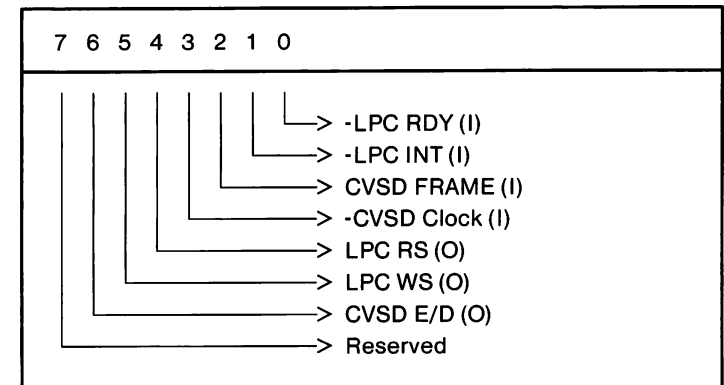 7 6 5 4 3 2 1 0
-LPC RDY (I)
-LPC INT (I)
CVSD FRAME (I)
-CVSD Clock (I)
LPC RS (O)
LPC WS (O)
CVSD E/D (O)
Reserved